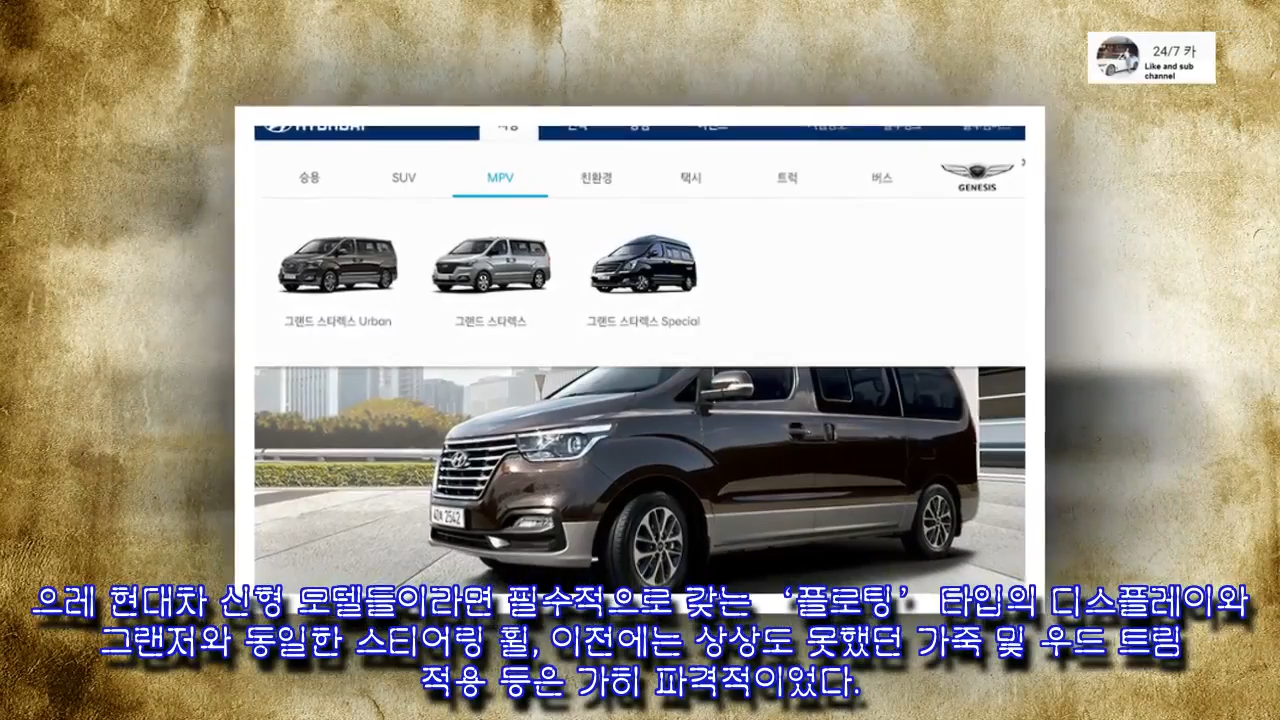 24/7 카
Like and sub
channel
HYUNDAI
승용 SUV MPV 친환경 택시 트럭 버스
GENESIS
그랜드 스타렉스 Urban 그랜드 스타렉스 그랜드 스타렉스 Special
2542
으레 현대차 신형 모델들이라면 필수적으로 갖는 ‘플로팅’ 타입의 디스플레이와
그랜저와 동일한 스티어링 휠, 이전에는 상상도 못했던 가죽 및 우드 트림
적용 등은 가히 파격적이었다.